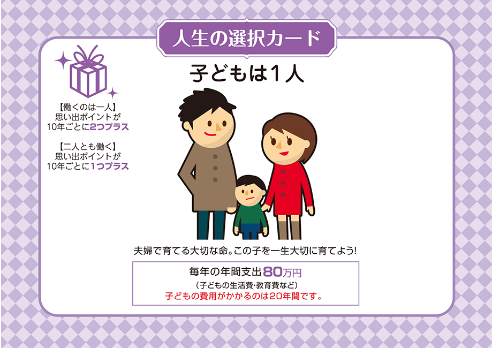 人生の選択カード
子どもは1人
【働くのは一人】
思い出ポイントが
10年ごとに2つプラス
【二人とも働く】
思い出ポイントが
10年ごとに1つプラス
夫婦で育てる大切な命。この子を一生大切に育てよう!
毎年の年間支出80万円
(子どもの生活費・教育費など)
子どもの費用がかかるのは20年間です。